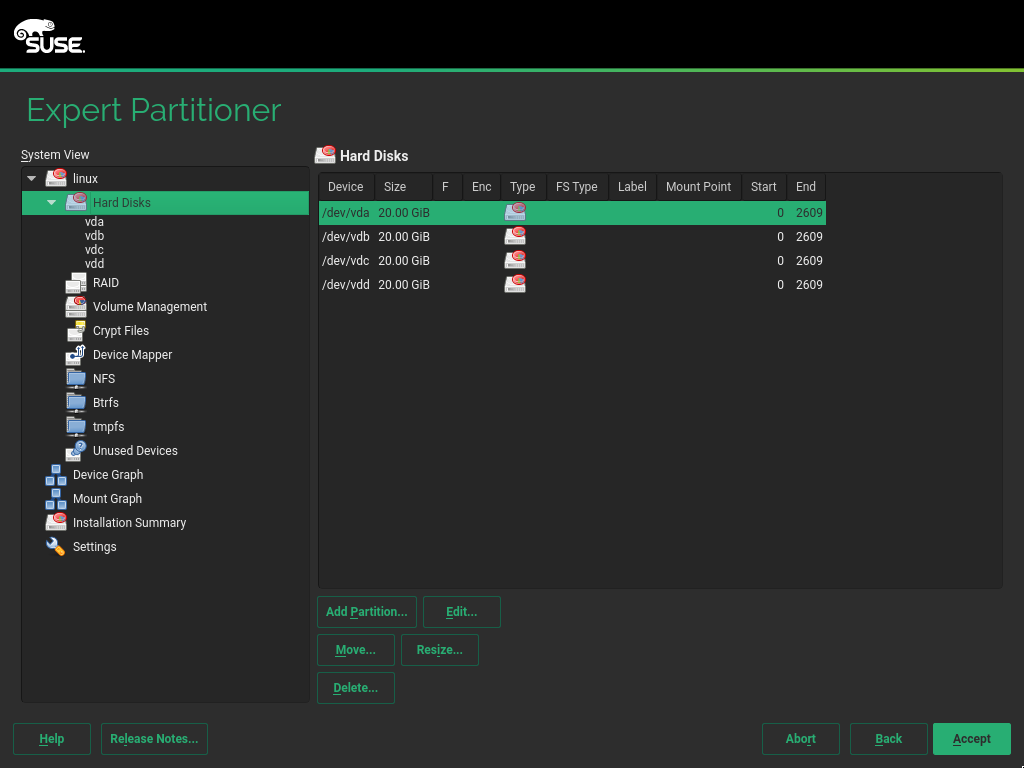 SUSE
Expert Partitioner
System View
linux
Hard Disks
vda
vdb
vdc
vdd
RAID
Volume Management
Crypt Files
Device Mapper
NFS
Btrfs
tmpfs
Unused Devices
Device Graph
Mount Graph
Installation Summary
Settings
Hard Disks
Device Size F Enc Type FS Type Label Mount Point Start End
/dev/vda 20.00 GiB 0 2609
/dev/vdb 20.00 GiB 0 2609
/dev/vdc 20.00 GiB 0 2609
/dev/vdd 20.00 GiB 0 2609
Add Partition... Edit...
Move... Resize...
Delete...
Help Release Notes... Abort Back Accept